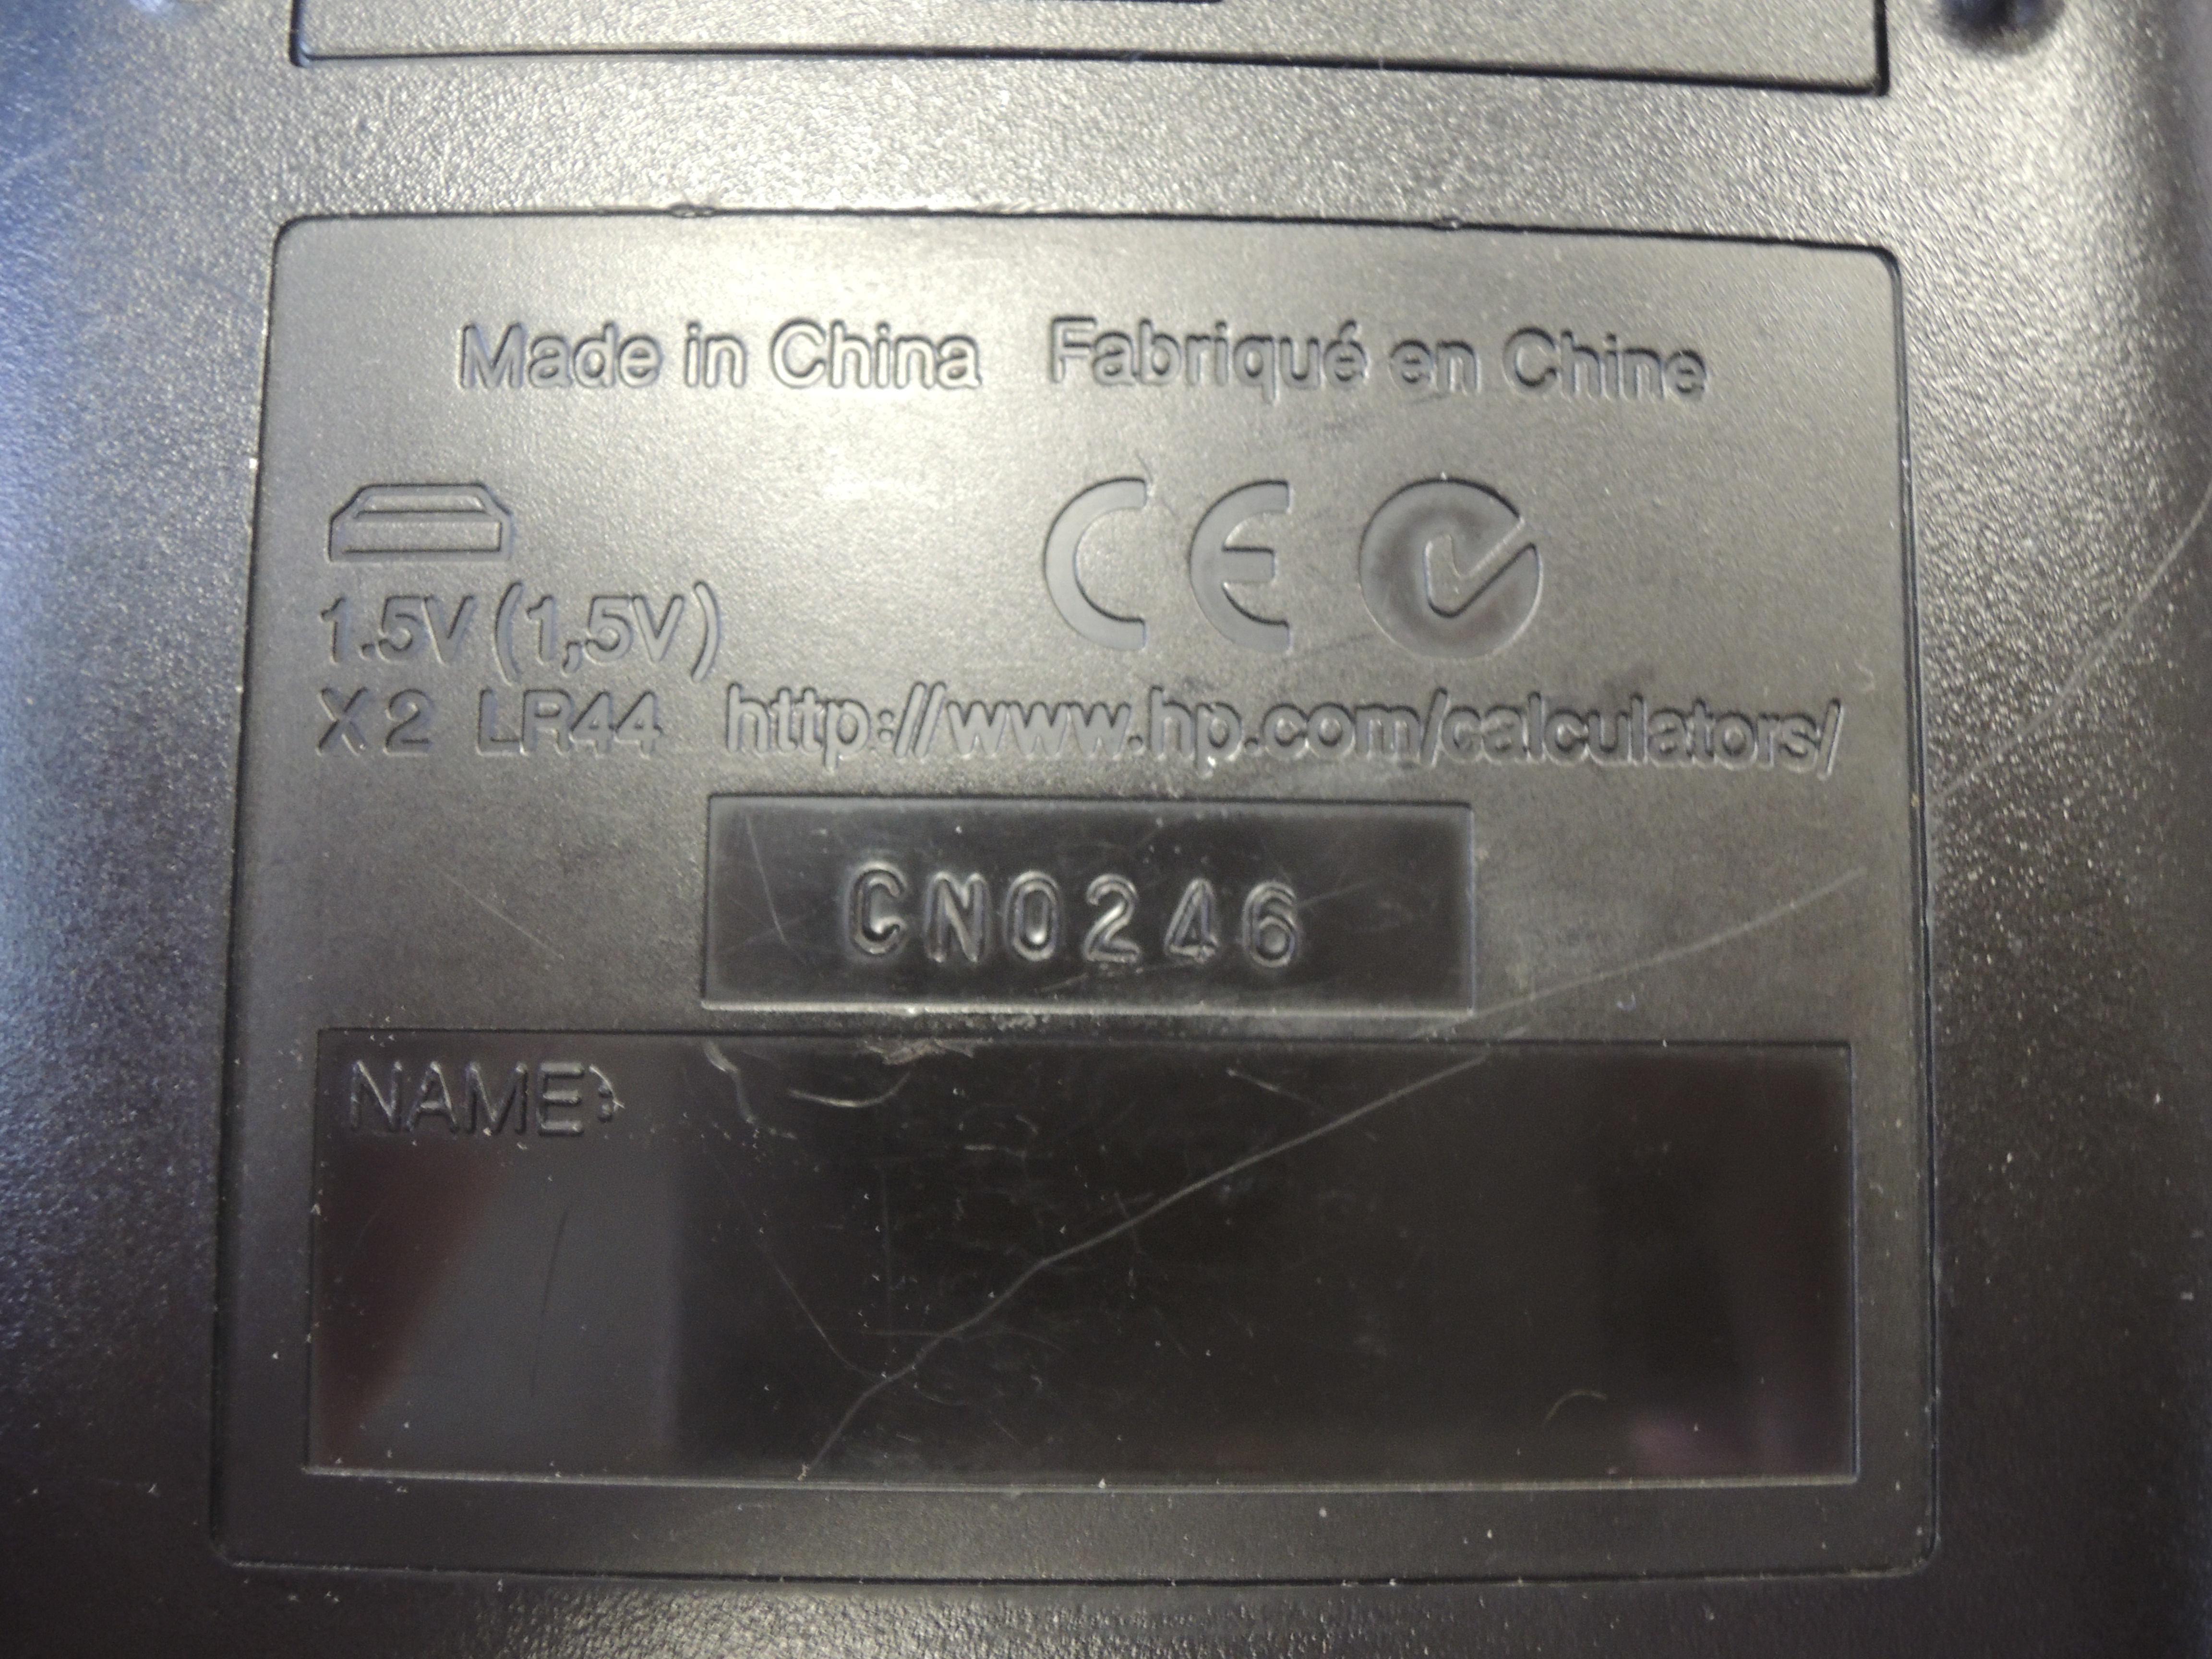 Made in China Fabriqué en Chine
CE
1.5V (1,5V)
X2 LR44 http://www.hp.com/calculators/
CN0246
NAME: